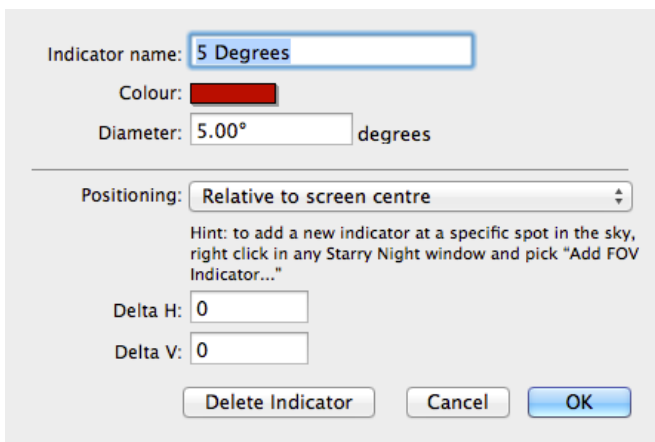 Indicator name: 5 Degrees
Colour:
Diameter: 5.00° degrees
Positioning: Relative to screen centre
Hint: to add a new indicator at a specific spot in the sky,
right click in any Starry Night window and pick “Add FOV
Indicator...”
Delta H: 0
Delta V: 0
Delete Indicator Cancel OK